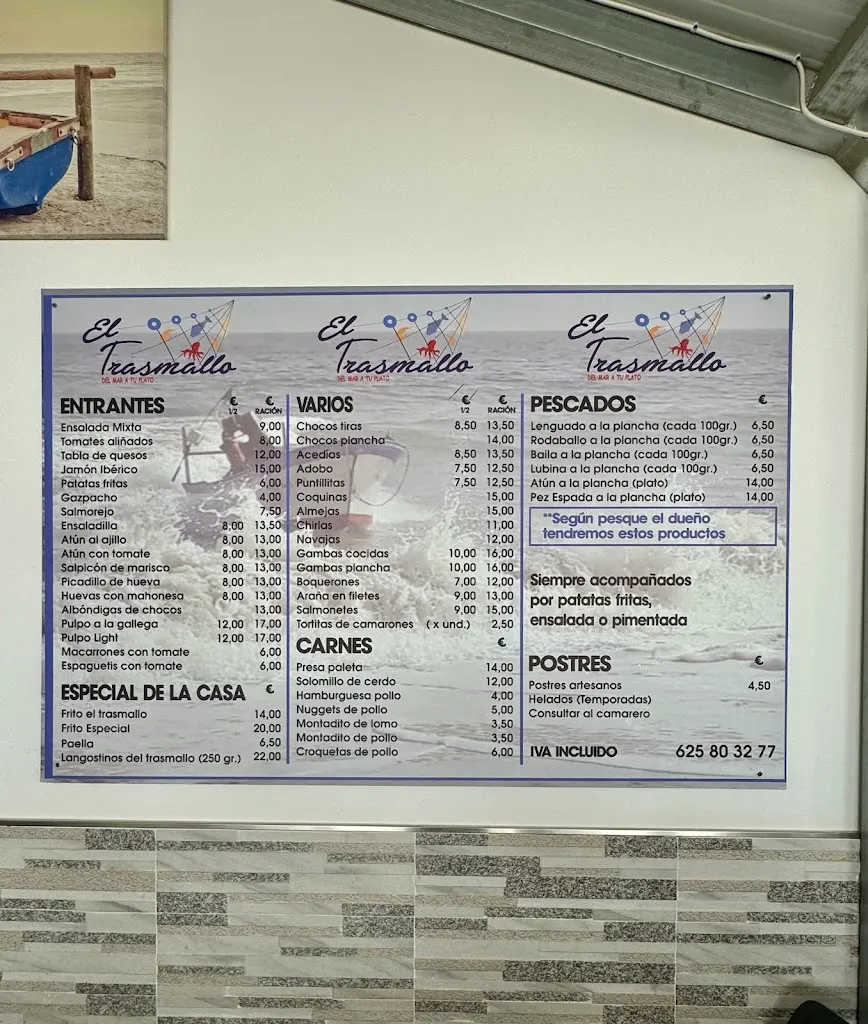 El
Trasmallo
DEL MAR A TU PLATO
ENTRANTES € 1/2 € RACIÓN
Ensalada Mixta 9,00
Tomates aliñados 8,00
Tabla de quesos 12,00
Jamón Ibérico 15,00
Patatas fritas 6,00
Gazpacho 4,00
Salmorejo 7,50
Ensaladilla 8,00 13,50
Atún al ajillo 8,00 13,00
Atún con tomate 8,00 13,00
Salpicón de marisco 8,00 13,00
Picadillo de hueva 8,00 13,00
Huevas con mahonesa 8,00 13,00
Albóndigas de chocos 13,00
Pulpo a la gallega 12,00 17,00
Pulpo Light 12,00 17,00
Macarrones con tomate 6,00
Espaguetis con tomate 6,00
ESPECIAL DE LA CASA €
Frito el trasmallo 14,00
Frito Especial 20,00
Paella 6,50
Langostinos del trasmallo (250 gr.) 22,00
El
Trasmallo
DEL MAR A TU PLATO
VARIOS € 1/2 € RACIÓN
Chocos tiras 8,50 13,50
Chocos plancha 14,00
Acedías 8,50 13,50
Adobo 7,50 12,50
Puntillitas 7,50 12,50
Coquinas 15,00
Almejas 15,00
Chirlas 11,00
Navajas 12,00
Gambas cocidas 10,00 16,00
Gambas plancha 10,00 16,00
Boquerones 7,00 12,00
Araña en filetes 9,00 13,00
Salmonetes 9,00 15,00
Tortitas de camarones ( x und.) 2,50
CARNES €
Presa paleta 14,00
Solomillo de cerdo 12,00
Hamburguesa pollo 4,00
Nuggets de pollo 5,00
Montadito de lomo 3,50
Montadito de pollo 3,50
Croquetas de pollo 6,00
El
Trasmallo
DEL MAR A TU PLATO
PESCADOS €
Lenguado a la plancha (cada 100gr.) 6,50
Rodaballo a la plancha (cada 100gr.) 6,50
Baila a la plancha (cada 100gr.) 6,50
Lubina a la plancha (cada 100gr.) 6,50
Atún a la plancha (plato) 14,00
Pez Espada a la plancha (plato) 14,00
**Según pesque el dueño
tendremos estos productos
Siempre acompañados
por patatas fritas,
ensalada o pimentada
POSTRES €
Postres artesanos 4,50
Helados (Temporadas)
Consultar al camarero
IVA INCLUIDO 625 80 32 77